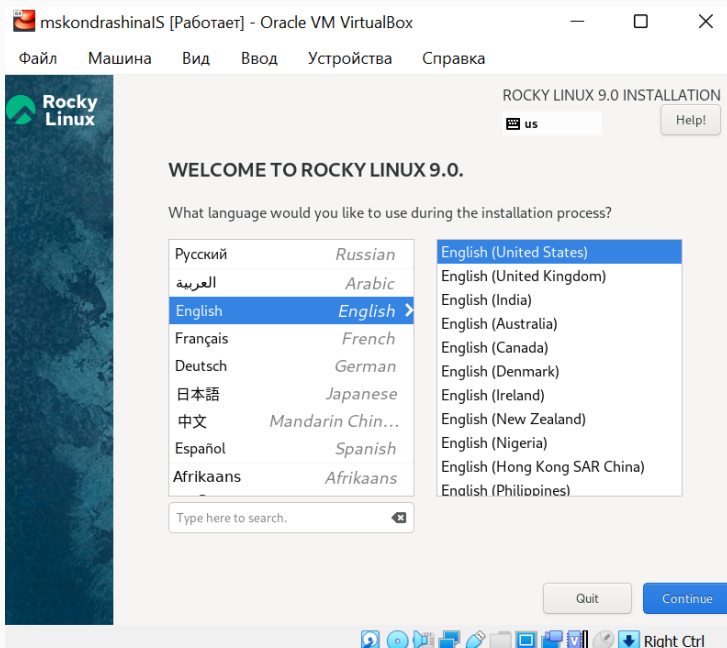 mskondrashinaIS [Работает] - Oracle VM VirtualBox
Файл Машина Вид Ввод Устройства Справка
Rocky
Linux
ROCKY LINUX 9.0 INSTALLATION
us
Help!
WELCOME TO ROCKY LINUX 9.0.
What language would you like to use during the installation process?
Русский Russian
العربية Arabic
English English
Français French
Deutsch German
日本語 Japanese
中文 Mandarin Chin...
Español Spanish
Afrikaans Afrikaans
English (United States)
English (United Kingdom)
English (India)
English (Australia)
English (Canada)
English (Denmark)
English (Ireland)
English (New Zealand)
English (Nigeria)
English (Hong Kong SAR China)
English (Philippines)
Type here to search.
Quit
Continue
Right Ctrl